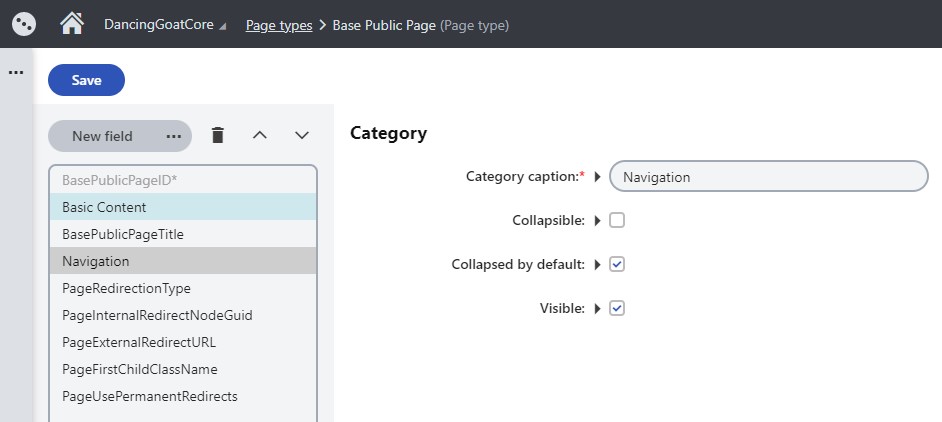 DancingGoatCore Page types > Base Public Page (Page type)
Save
New field ...
Category
BasePublicPageID*
Category caption:* Navigation
Basic Content
Collapsible:
BasePublicPageTitle
Navigation
Collapsed by default:
PageRedirectionType
Visible:
PageInternalRedirectNodeGuid
PageExternalRedirectURL
PageFirstChildClassName
PageUsePermanentRedirects